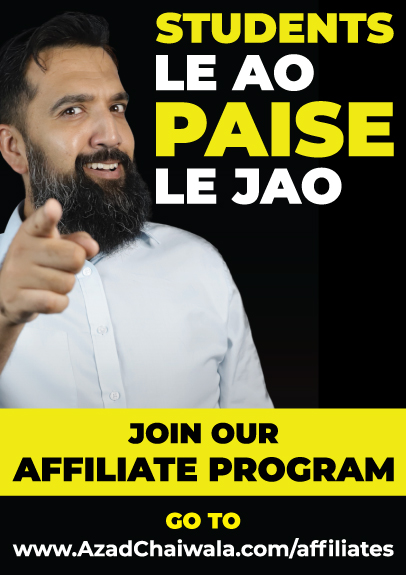 STUDENTS
LE AO
PAISE
LE JAO
JOIN OUR
AFFILIATE PROGRAM
GO TO
www.AzadChaiwala.com/affiliates